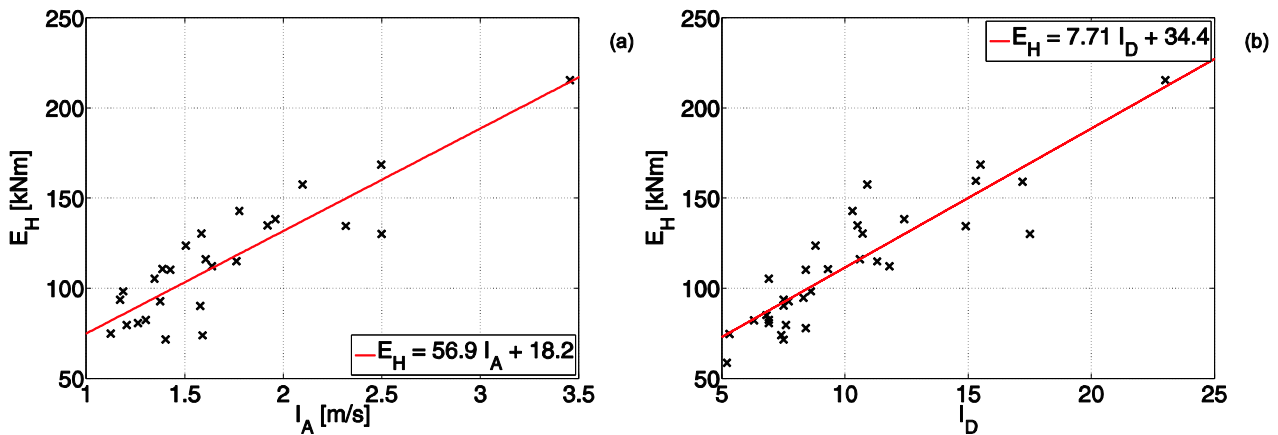 250
200
150
100
50
E_H [kNm]
1 1.5 2 2.5 3 3.5
I_A [m/s]
E_H = 56.9 I_A + 18.2
(a)
250
200
150
100
50
E_H [kNm]
5 10 15 20 25
I_D
E_H = 7.71 I_D + 34.4
(b)